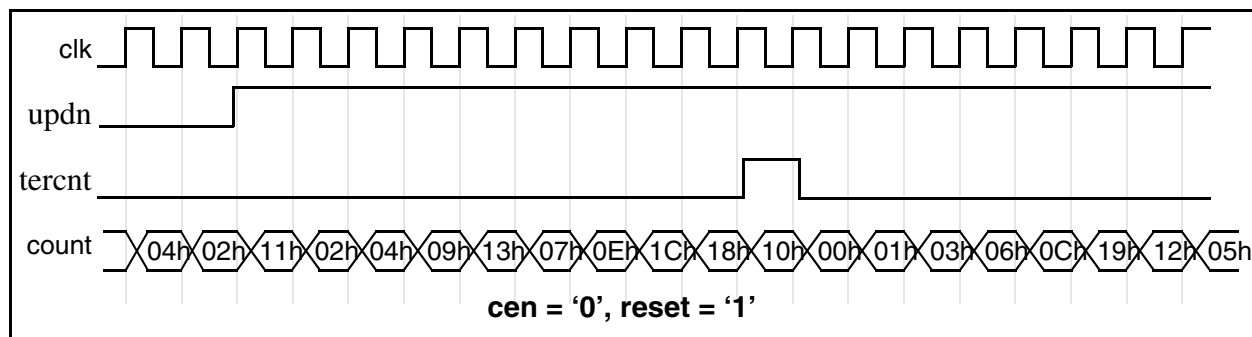 clk
updn
tercnt
count 04h 02h 11h 02h 04h 09h 13h 07h 0Eh 1Ch 18h 10h 00h 01h 03h 06h 0Ch 19h 12h 05h
cen = ‘0’, reset = ‘1’